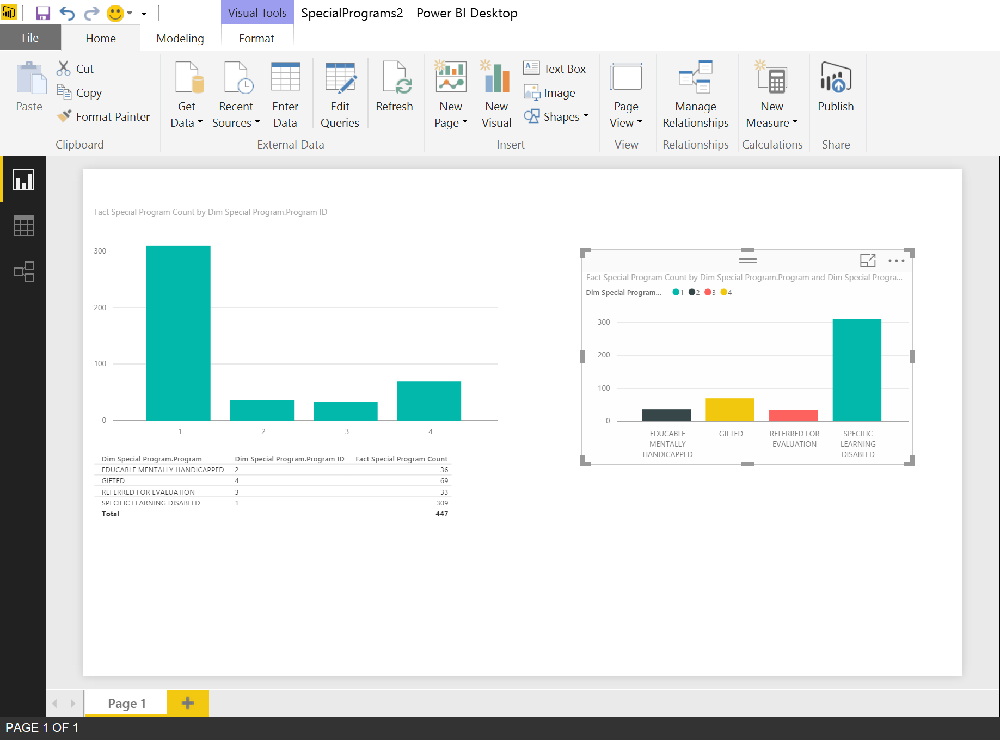 Visual Tools
SpecialPrograms2 - Power BI Desktop
File
Home
Modeling
Format
Paste
Cut
Copy
Format Painter
Clipboard
Get
Data
Recent
Sources
Enter
Data
Edit
Queries
Refresh
External Data
New
Page
New
Visual
Text Box
Image
Shapes
Insert
Page
View
View
Manage
Relationships
Relationships
New
Measure
Calculations
Publish
Share
Fact Special Program Count by Dim Special Program.Program ID
300
200
100
0
1 2 3 4
Dim Special Program.Program Dim Special Program.Program ID Fact Special Program Count
EDUCABLE MENTALLY HANDICAPPED 2 36
GIFTED 4 69
REFERRED FOR EVALUATION 3 33
SPECIFIC LEARNING DISABLED 1 309
Total 447
Fact Special Program Count by Dim Special Program.Program and Dim Special Progra...
Dim Special Program... 1 2 3 4
300
200
100
0
EDUCABLE
MENTALLY
HANDICAPPED
GIFTED
REFERRED FOR
EVALUATION
SPECIFIC
LEARNING
DISABLED
Page 1
PAGE 1 OF 1